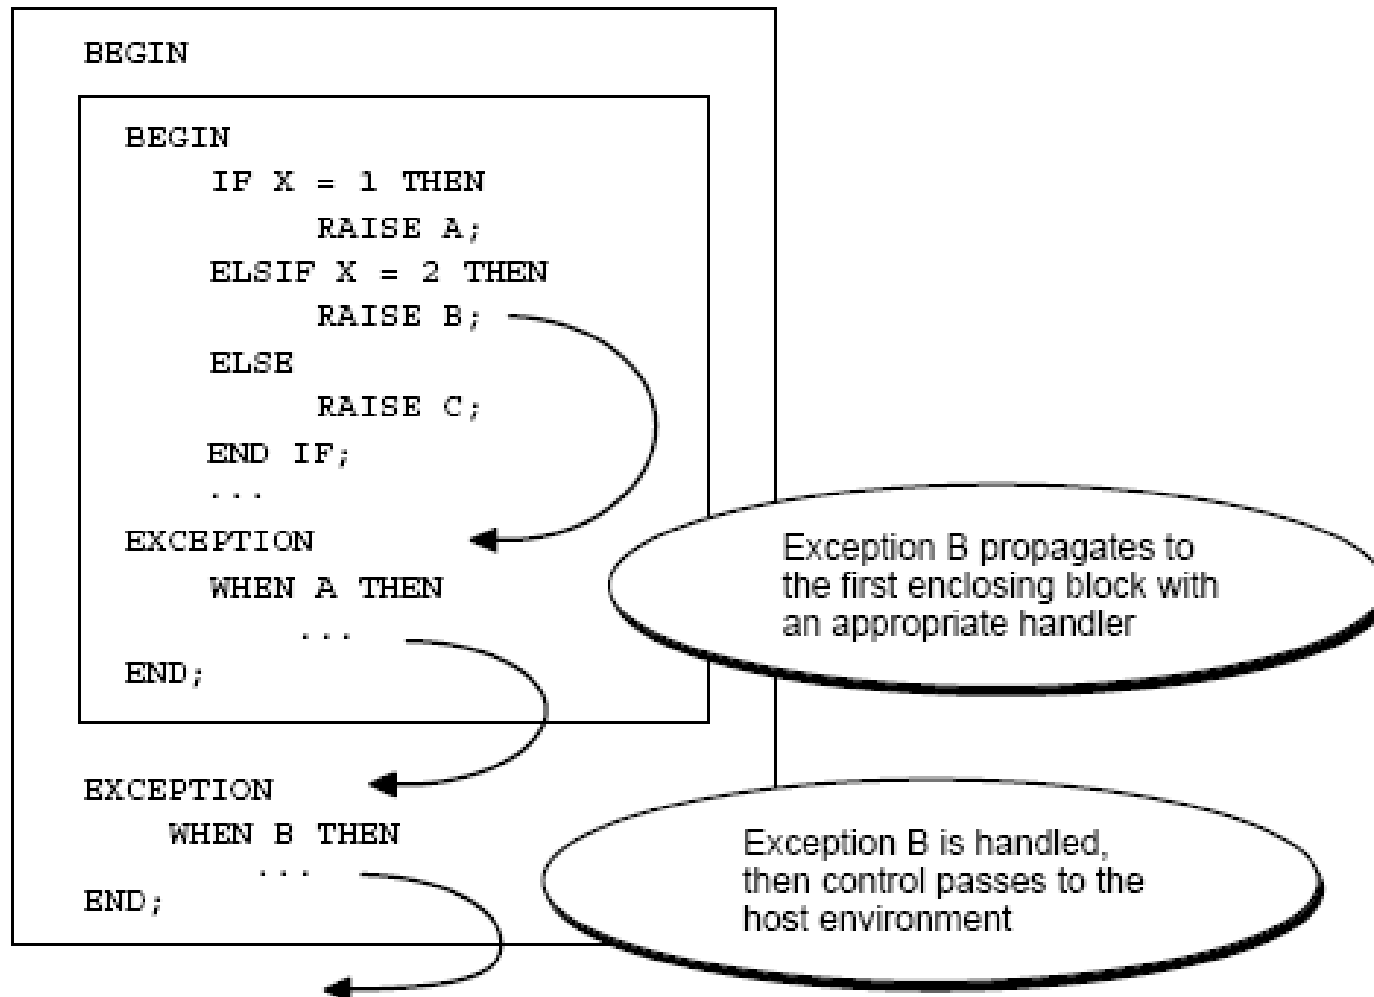 BEGIN
BEGIN
IF X = 1 THEN
RAISE A;
ELSIF X = 2 THEN
RAISE B;
ELSE
RAISE C;
END IF;
...
EXCEPTION
WHEN A THEN
...
END;
Exception B propagates to
the first enclosing block with
an appropriate handler
EXCEPTION
WHEN B THEN
...
END;
Exception B is handled,
then control passes to the
host environment